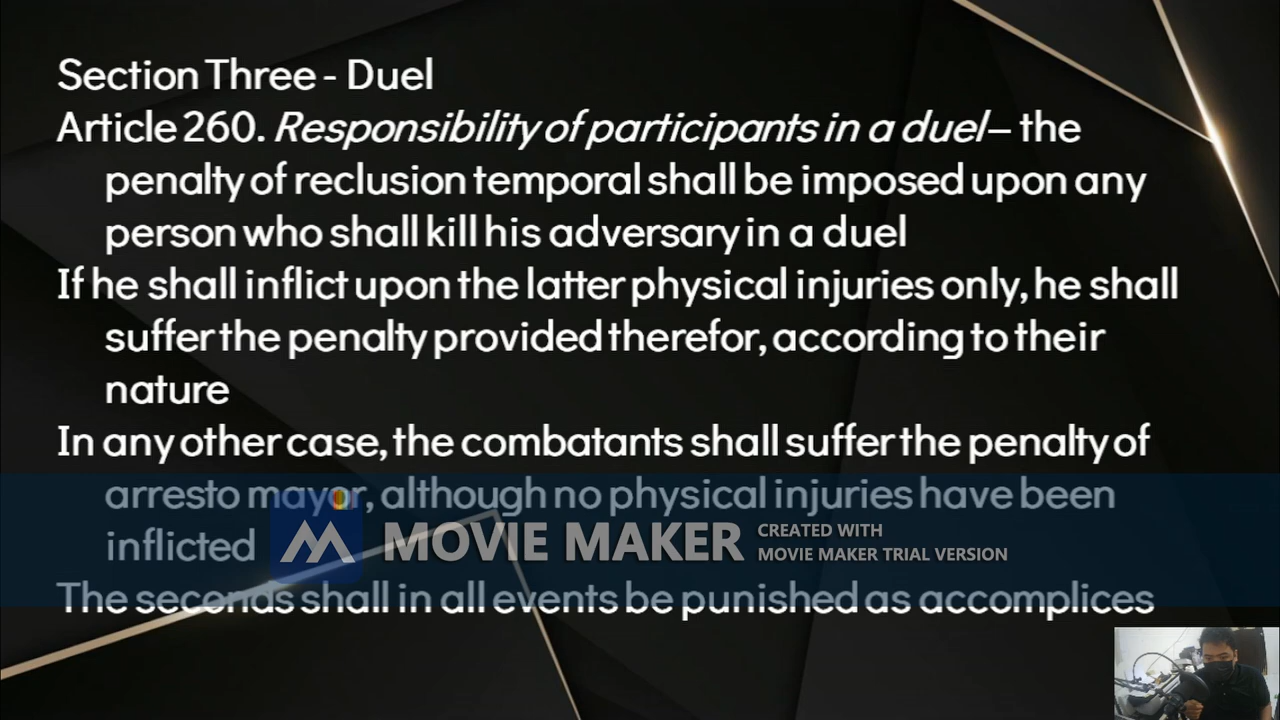 Section Three - Duel
Article 260. Responsibility of participants in a duel– the
penalty of reclusion temporal shall be imposed upon any
person who shall kill his adversary in a duel
If he shall inflict upon the latter physical injuries only, he shall
suffer the penalty provided therefor, according to their
nature
In any other case, the combatants shall suffer the penalty of
arresto mayor, although no physical injuries have been
inflicted
MOVIE MAKER
CREATED WITH
MOVIE MAKER TRIAL VERSION
The seconds shall in all events be punished as accomplices